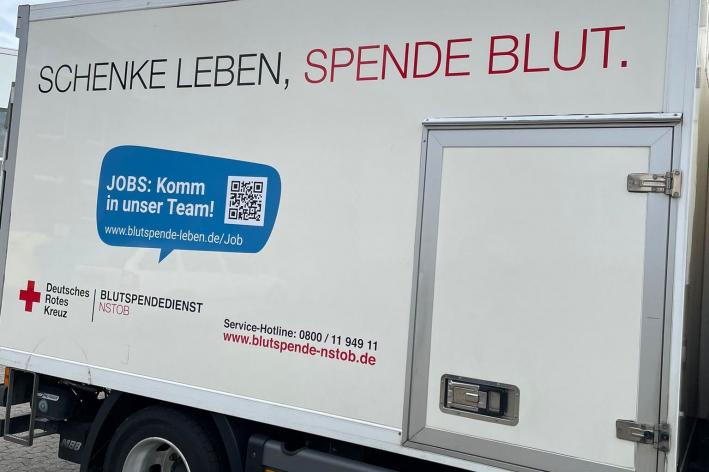 SCHENKE LEBEN, SPENDE BLUT.
JOBS: Komm
in unser Team!
www.blutspende-leben.de/Job
Deutsches
Rotes
Kreuz
BLUTSPENDEDIENST
NSTOB
Service-Hotline: 0800 / 11 949 11
www.blutspende-nstob.de
MBB